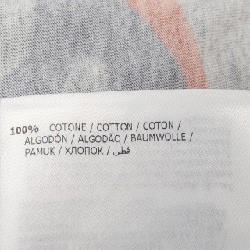 100% COTONE / COTTON / COTON /
ALGODÓN / ALGODÃO / BAUMWOLLE /
PAMUK / ХЛОПОК / قطن